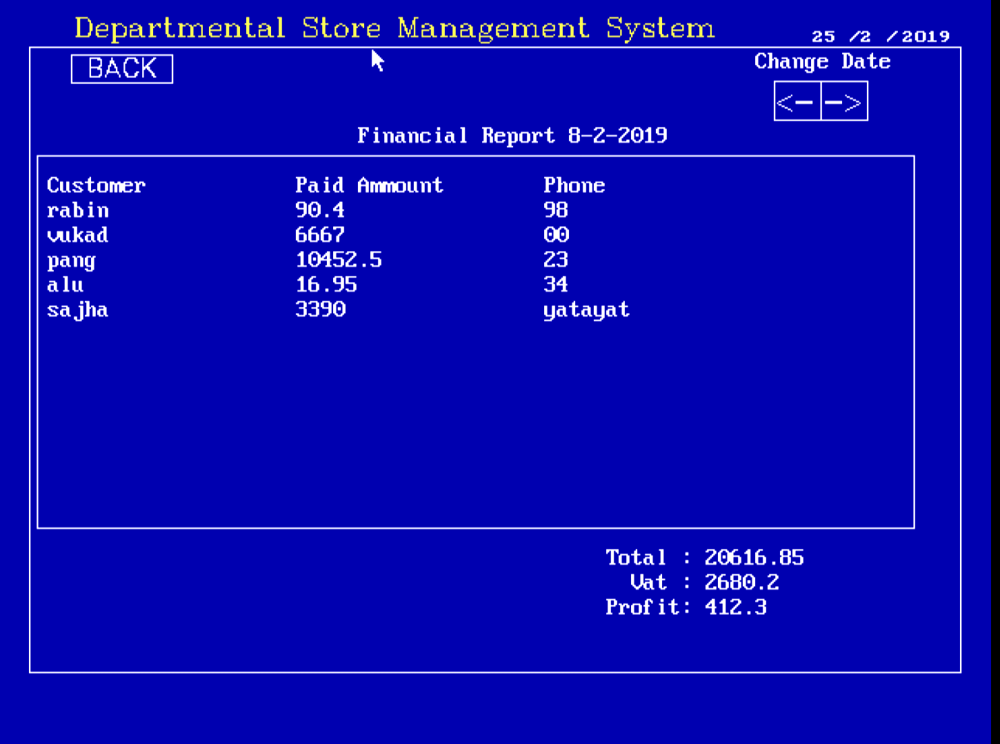 Departmental Store Management System
25 /2 /2019
BACK
Change Date
<- ->
Financial Report 8-2-2019
Customer Paid Ammount Phone
rabin 90.4 98
vukad 6667 00
pang 10452.5 23
alu 16.95 34
sajha 3390 yatayat
Total : 20616.85
Vat : 2680.2
Profit: 412.3